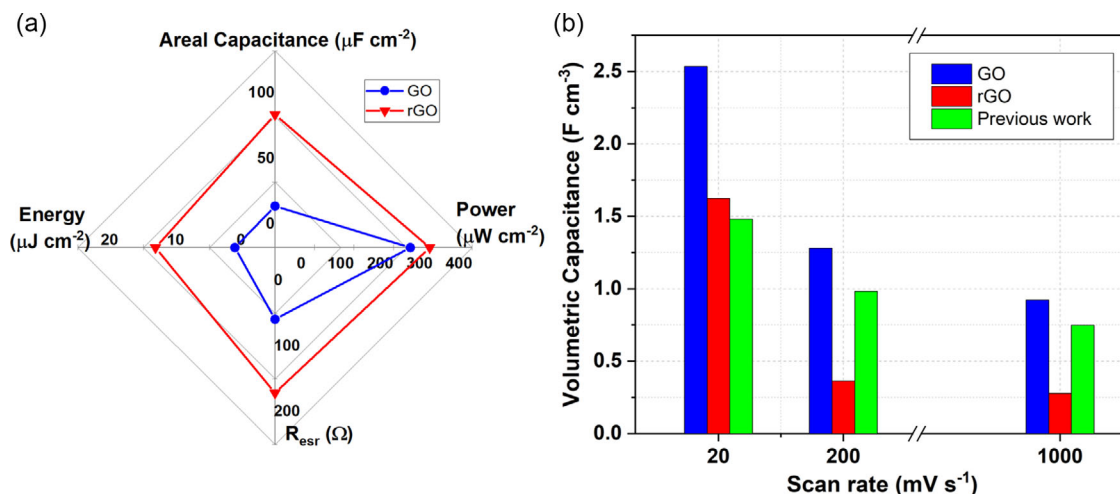 (a)
Areal Capacitance (μF cm⁻²)
GO
rGO
100
50
0
Energy
(μJ cm⁻²)
20
10
0
Power
(μW cm⁻²)
0
100
200
300
400
0
100
200
Rₑₛᵣ (Ω)
(b)
Volumetric Capacitance (F cm⁻³)
2.5
2.0
1.5
1.0
0.5
0.0
GO
rGO
Previous work
20
200
1000
Scan rate (mV s⁻¹)